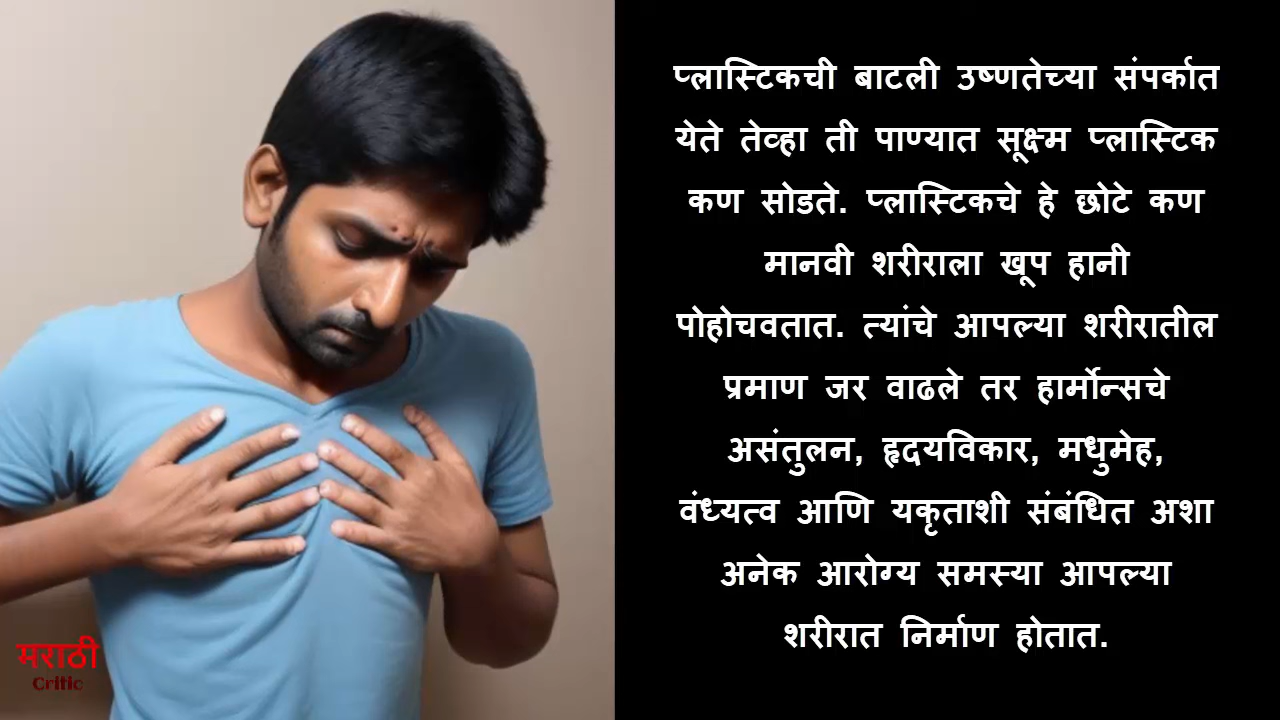 प्लास्टिकची बाटली उष्णतेच्या संपर्कात
येते तेव्हा ती पाण्यात सूक्ष्म प्लास्टिक
कण सोडते. प्लास्टिकचे हे छोटे कण
मानवी शरीराला खूप हानी
पोहोचवतात. त्यांचे आपल्या शरीरातील
प्रमाण जर वाढले तर हार्मोन्सचे
असंतुलन, हृदयविकार, मधुमेह,
वंध्यत्व आणि यकृताशी संबंधित अशा
अनेक आरोग्य समस्या आपल्या
शरीरात निर्माण होतात.
मराठी
Critic